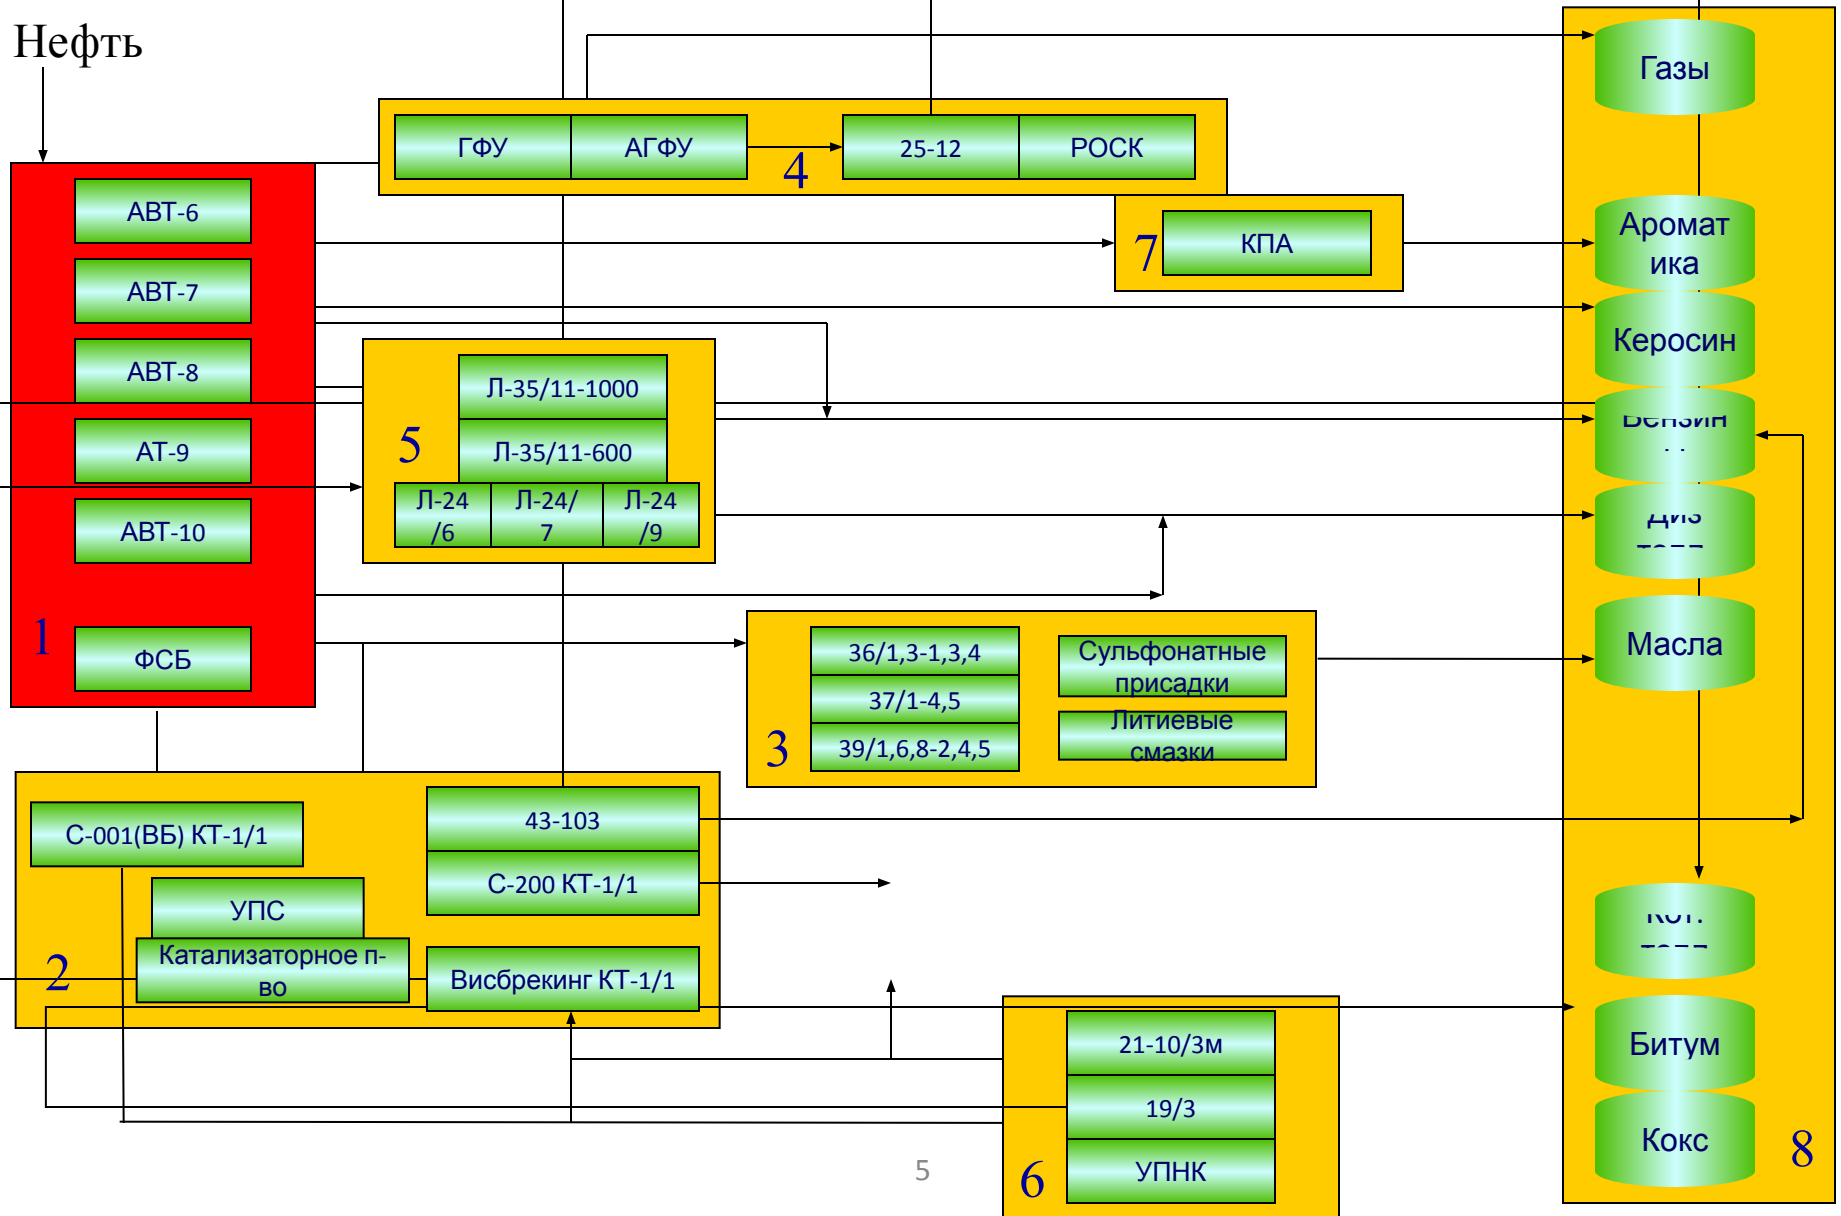 Нефть
Газы
ГФУ
АГФУ
25-12
РОСК
4
АВТ-6
7
КПА
Аромат
ика
АВТ-7
Керосин
АВТ-8
Л-35/11-1000
5
Л-35/11-600
АТ-9
Л-24
/6
Л-24/
7
Л-24
/9
АВТ-10
1
ФСБ
36/1,3-1,3,4
37/1-4,5
39/1,6,8-2,4,5
Сульфонатные
присадки
Литиевые
смазки
3
Масла
С-001(ВБ) КТ-1/1
43-103
С-200 КТ-1/1
УПС
Катализаторное п-
во
2
Висбрекинг КТ-1/1
21-10/3м
19/3
УПНК
6
Битум
Кокс
8
5